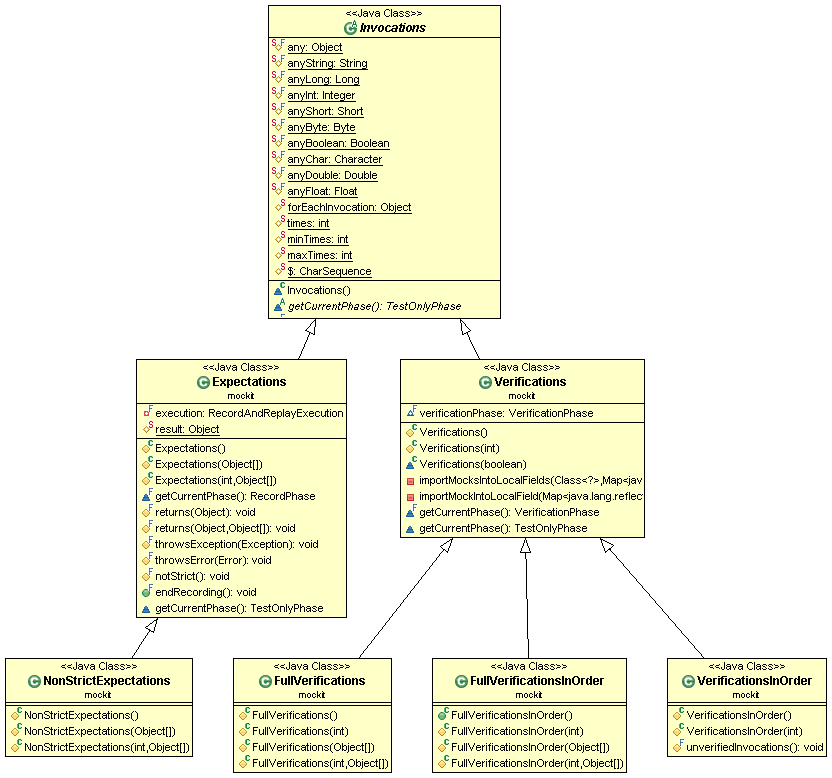 <<Java Class>>
Invocations
any: Object
anyString: String
anyLong: Long
anyInt: Integer
anyShort: Short
anyByte: Byte
anyBoolean: Boolean
anyChar: Character
anyDouble: Double
anyFloat: Float
forEachInvocation: Object
times: int
minTimes: int
maxTimes: int
$: CharSequence
Invocations()
getCurrentPhase(): TestOnlyPhase
<<Java Class>>
Expectations
mockit
execution: RecordAndReplayExecution
result: Object
Expectations()
Expectations(Object[])
Expectations(int,Object[])
getCurrentPhase(): RecordPhase
returns(Object): void
returns(Object,Object[]): void
throwsException(Exception): void
throwsError(Error): void
notStrict(): void
endRecording(): void
getCurrentPhase(): TestOnlyPhase
<<Java Class>>
Verifications
mockit
verificationPhase: VerificationPhase
Verifications()
Verifications(int)
Verifications(boolean)
importMocksIntoLocalFields(Class<?>,Map<jav
importMockIntoLocalField(Map<java.lang.reflec
getCurrentPhase(): VerificationPhase
getCurrentPhase(): TestOnlyPhase
<<Java Class>>
NonStrictExpectations
mockit
NonStrictExpectations()
NonStrictExpectations(Object[])
NonStrictExpectations(int,Object[])
<<Java Class>>
FullVerifications
mockit
FullVerifications()
FullVerifications(int)
FullVerifications(Object[])
FullVerifications(int,Object[])
<<Java Class>>
FullVerificationsInOrder
mockit
FullVerificationsInOrder()
FullVerificationsInOrder(int)
FullVerificationsInOrder(Object[])
FullVerificationsInOrder(int,Object[])
<<Java Class>>
VerificationsInOrder
mockit
VerificationsInOrder()
VerificationsInOrder(int)
unverifiedInvocations(): void